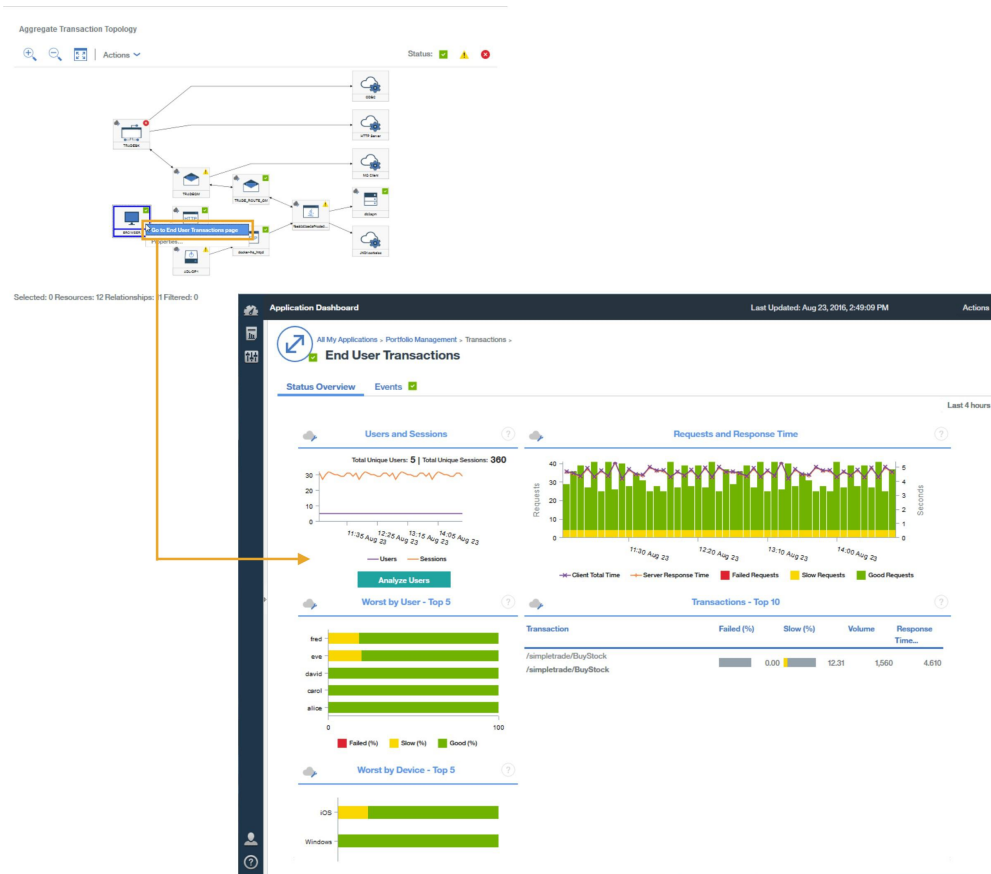 Aggregate Transaction Topology
Actions
Status:
HTTP Server
IMS Client
TRADE_ROUTE_QM
BROWSER
Go to End User Transactions page
Properties...
Selected: 0 Resources: 12 Relationships: 11 Filtered: 0
Application Dashboard
Last Updated: Aug 23, 2016, 2:49:09 PM
Actions
All My Applications > Portfolio Management > Transactions >
End User Transactions
Status Overview
Events
Last 4 hours
Users and Sessions
?
Total Unique Users: 5 | Total Unique Sessions: 360
30
20
10
0
11:35 Aug 23
12:25 Aug 23
13:15 Aug 23
14:05 Aug 23
Users
Sessions
Analyze Users
Requests and Response Time
?
Requests
40
30
20
10
0
6
5
4
3
2
1
0
Seconds
11:30 Aug 23
12:20 Aug 23
13:10 Aug 23
14:00 Aug 23
Client Total Time
Server Response Time
Failed Requests
Slow Requests
Good Requests
Worst by User - Top 5
?
fred
eve
david
carol
alice
0
100
Failed (%)
Slow (%)
Good (%)
Transactions - Top 10
?
Transaction Failed (%) Slow (%) Volume Response
Time...
/simpletrade/BuyStock
/simpletrade/BuyStock 0.00 12.31 1,560 4.610
Worst by Device - Top 5
?
iOS
Windows
?